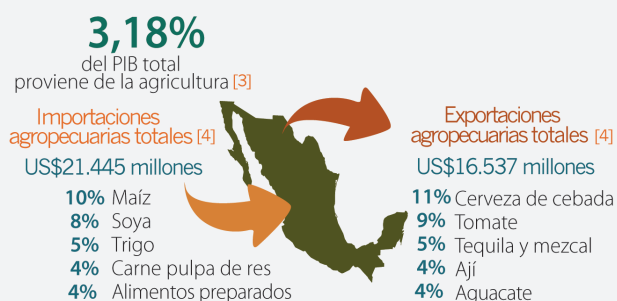 3,18%
del PIB total
proviene de la agricultura [3]
Importaciones
agropecuarias totales [4]
US$21.445 millones
10% Maíz
8% Soya
5% Trigo
4% Carne pulpa de res
4% Alimentos preparados
Exportaciones
agropecuarias totales [4]
US$16.537 millones
11% Cerveza de cebada
9% Tomate
5% Tequila y mezcal
4% Ají
4% Aguacate